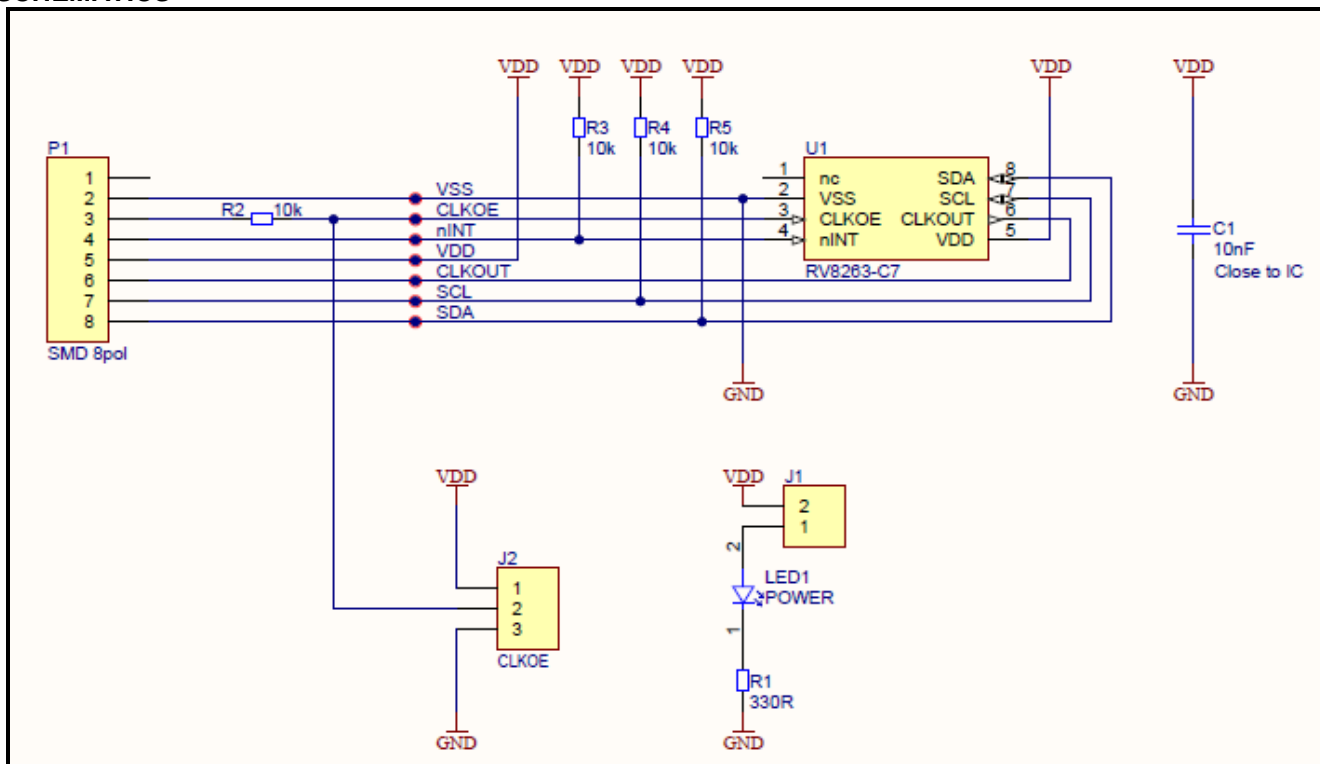 VDD VDD VDD VDD VDD VDD
P1 R3 R4 R5 U1
10k 10k 10k
1 1 nc SDA 8
2 VSS 2 VSS SCL 7
R2 10k
3 CLKOE 3 CLKOE CLKOUT 6
4 nINT 4 nINT VDD 5
5 VDD
6 CLKOUT RV8263-C7
7 SCL
8 SDA
SMD 8pol
C1
10nF
Close to IC
GND GND
VDD VDD J1
2
1
J2 2
1 LED1
2 POWER
3 1
CLKOE
R1
330R
GND GND